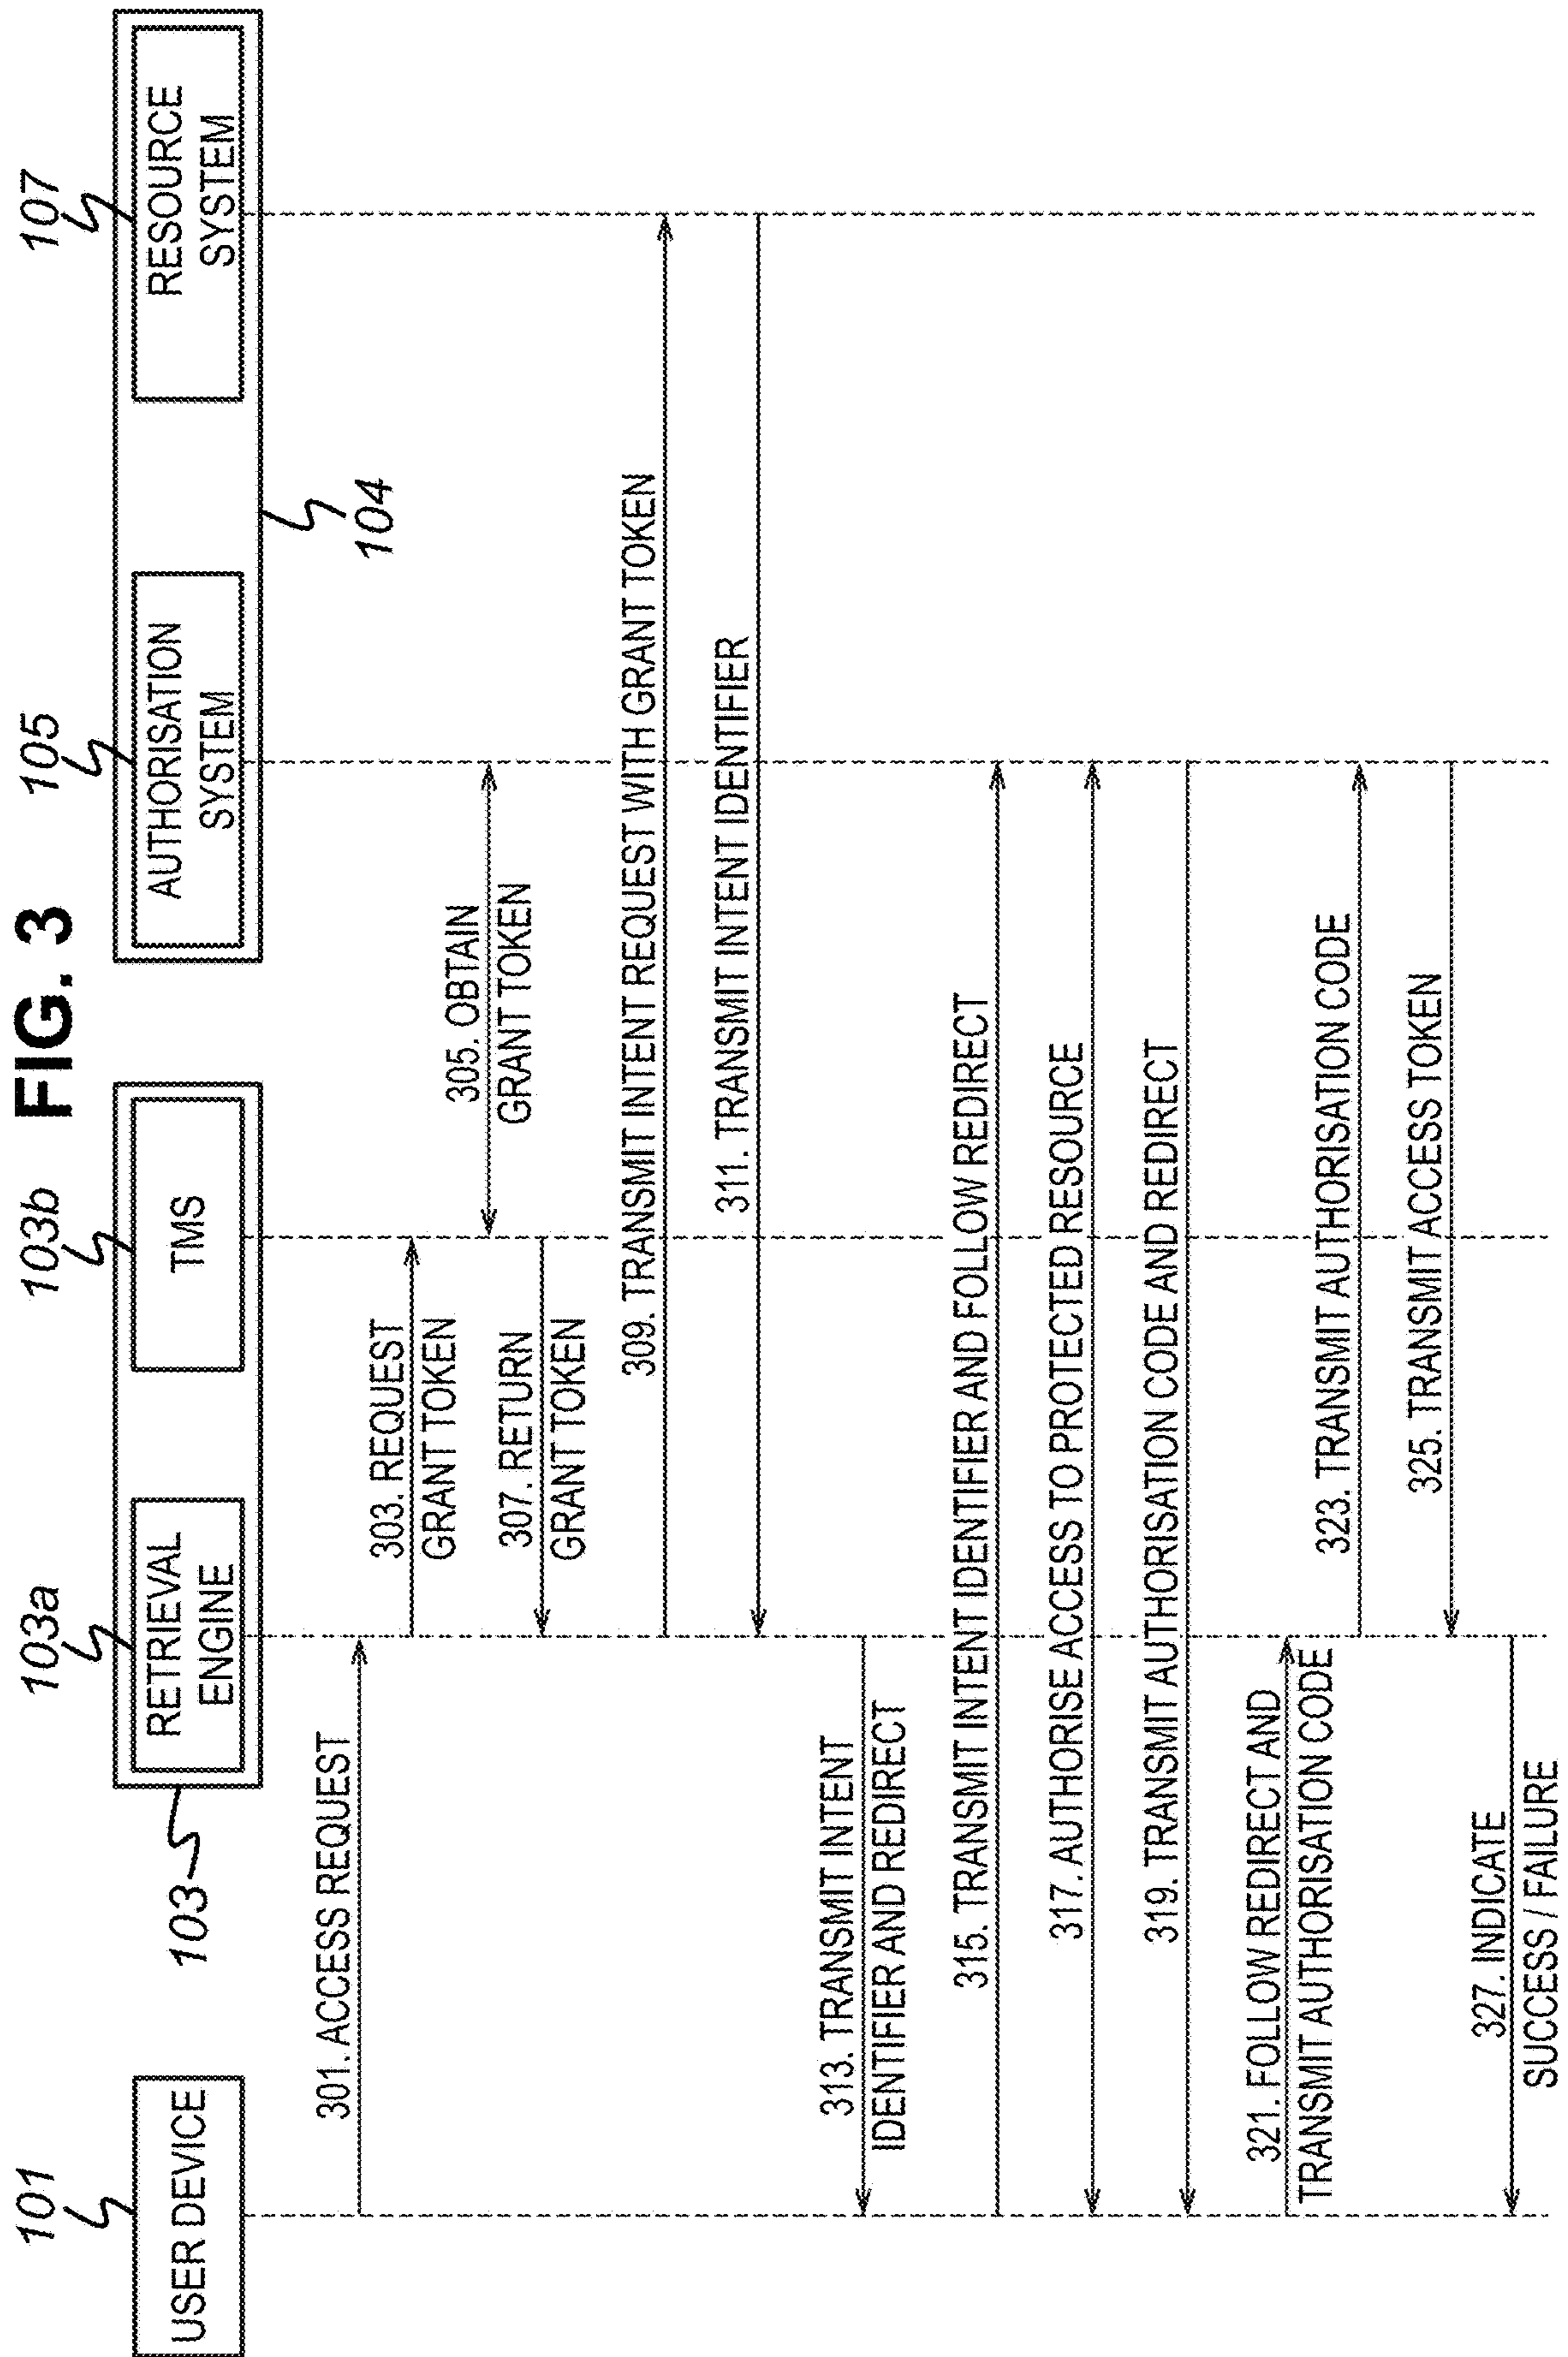 FIG. 3
101
USER DEVICE
103
103a
RETRIEVAL
ENGINE
103b
TMS
105
AUTHORISATION
SYSTEM
104
107
RESOURCE
SYSTEM
301. ACCESS REQUEST
303. REQUEST
GRANT TOKEN
305. OBTAIN
GRANT TOKEN
307. RETURN
GRANT TOKEN
309. TRANSMIT INTENT REQUEST WITH GRANT TOKEN
311. TRANSMIT INTENT IDENTIFIER
313. TRANSMIT INTENT
IDENTIFIER AND REDIRECT
315. TRANSMIT INTENT IDENTIFIER AND FOLLOW REDIRECT
317. AUTHORISE ACCESS TO PROTECTED RESOURCE
319. TRANSMIT AUTHORISATION CODE AND REDIRECT
321. FOLLOW REDIRECT AND
TRANSMIT AUTHORISATION CODE
323. TRANSMIT AUTHORISATION CODE
325. TRANSMIT ACCESS TOKEN
327. INDICATE
SUCCESS / FAILURE